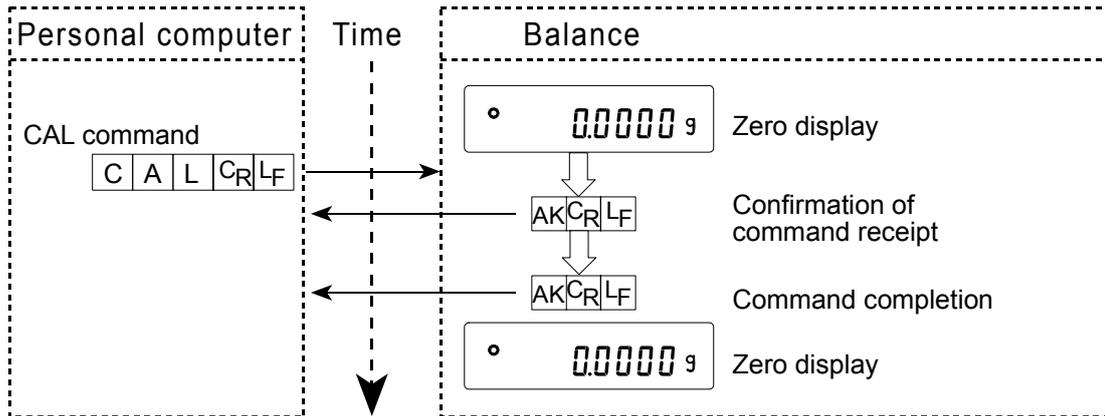 Personal computer Time Balance
0.0000 g Zero display
CAL command
C A L CR LF
AK CR LF Confirmation of
command receipt
AK CR LF Command completion
0.0000 g Zero display